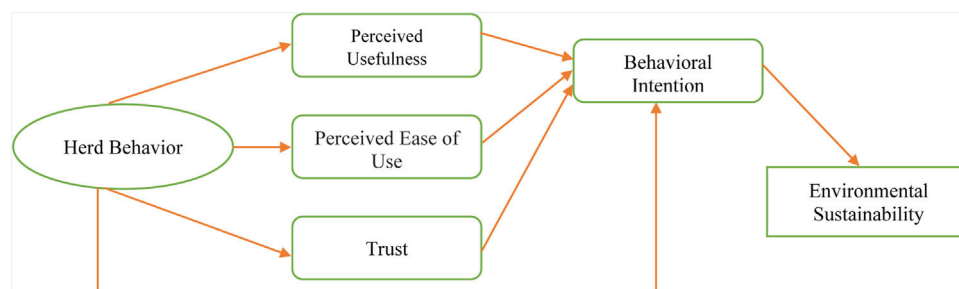 Perceived
Usefulness
Behavioral
Intention
Herd Behavior
Perceived Ease of
Use
Environmental
Sustainability
Trust